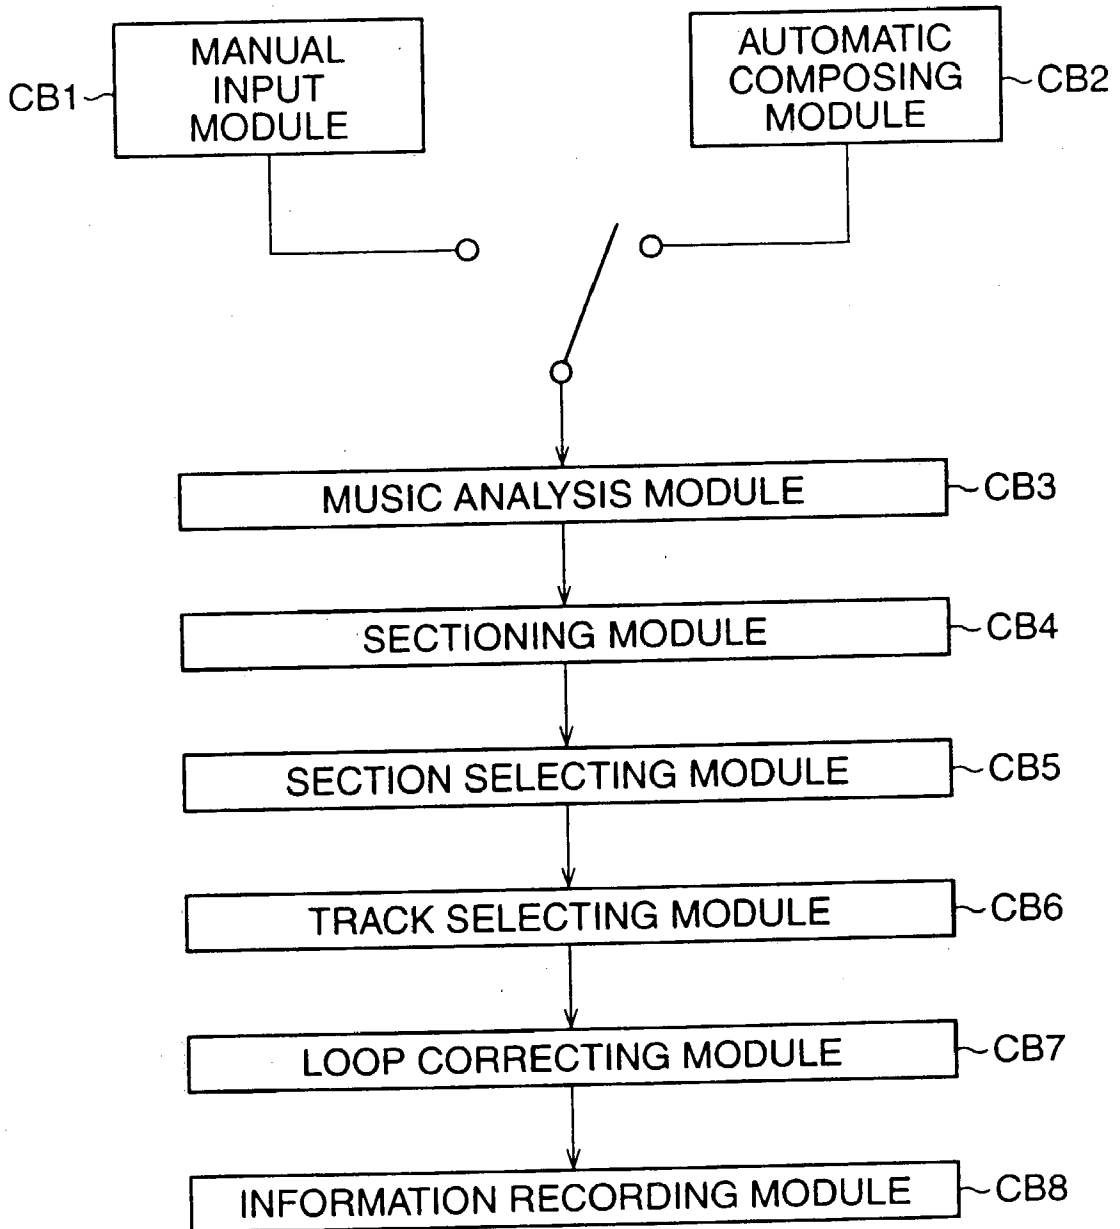 CB1
MANUAL
INPUT
MODULE
AUTOMATIC
COMPOSING
MODULE
CB2
MUSIC ANALYSIS MODULE
CB3
SECTIONING MODULE
CB4
SECTION SELECTING MODULE
CB5
TRACK SELECTING MODULE
CB6
LOOP CORRECTING MODULE
CB7
INFORMATION RECORDING MODULE
CB8